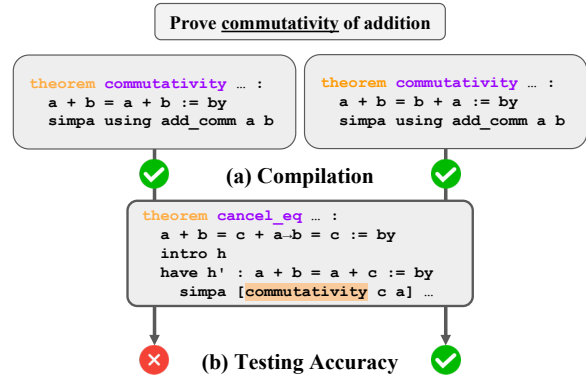 Prove commutativity of addition
theorem commutativity … :
a + b = a + b := by
simpa using add_comm a b
theorem commutativity … :
a + b = b + a := by
simpa using add_comm a b
(a) Compilation
theorem cancel_eq … :
a + b = c + a→b = c := by
intro h
have h' : a + b = a + c := by
simpa [commutativity c a] …
(b) Testing Accuracy